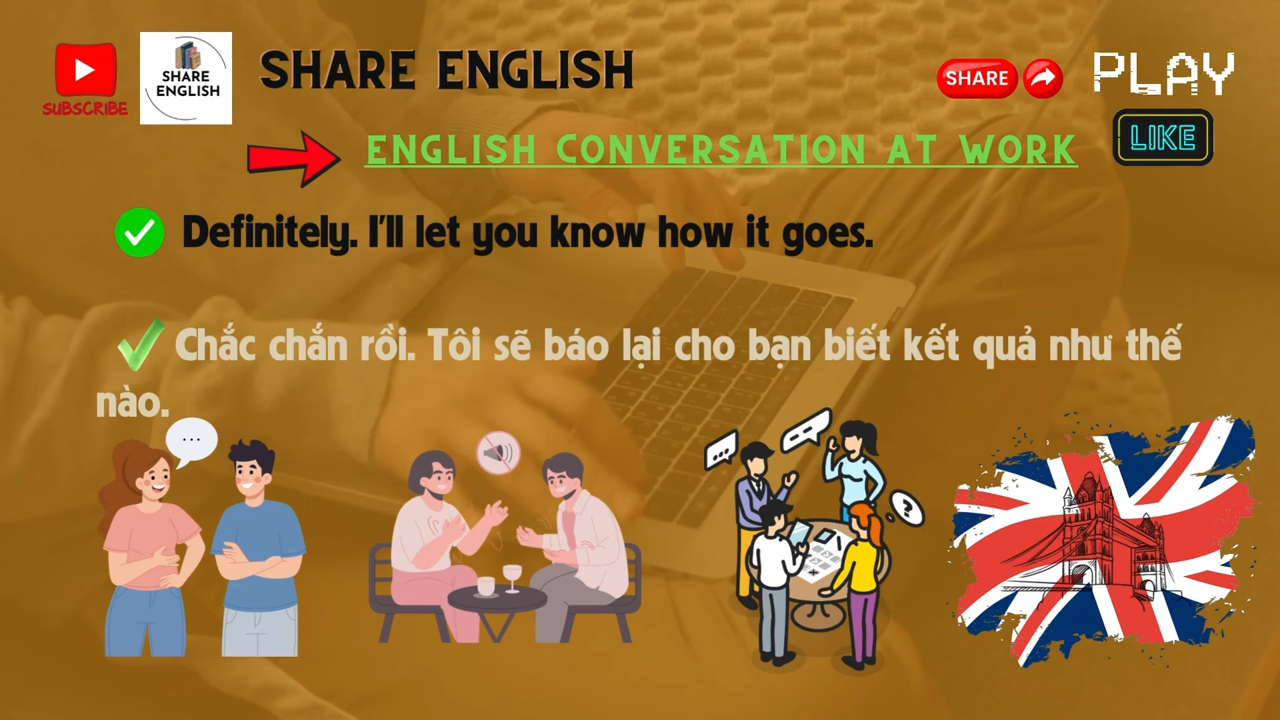 SUBSCRIBE
SHARE
ENGLISH
SHARE ENGLISH
SHARE
PLAY
ENGLISH CONVERSATION AT WORK
LIKE
Definitely. I'll let you know how it goes.
Chắc chắn rồi. Tôi sẽ báo lại cho bạn biết kết quả như thế
nào.
...
?